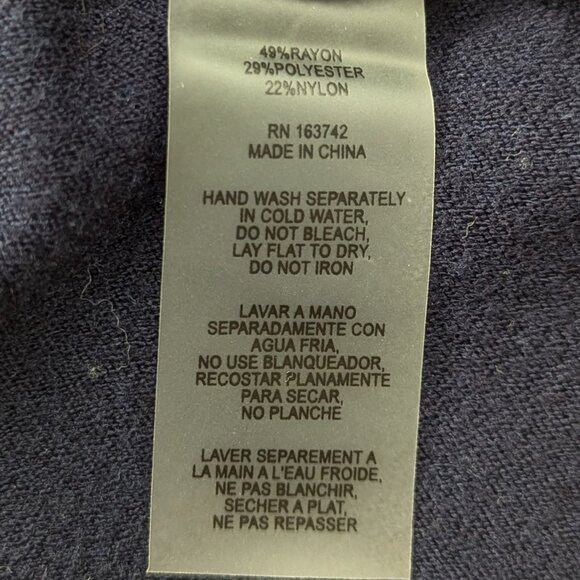 49%RAYON
29%POLYESTER
22%NYLON
RN 163742
MADE IN CHINA
HAND WASH SEPARATELY
IN COLD WATER,
DO NOT BLEACH,
LAY FLAT TO DRY,
DO NOT IRON
LAVAR A MANO
SEPARADAMENTE CON
AGUA FRIA,
NO USE BLANQUEADOR,
RECOSTAR PLANAMENTE
PARA SECAR,
NO PLANCHE
LAVER SEPAREMENT A
LA MAIN A L'EAU FROIDE,
NE PAS BLANCHIR,
SECHER A PLAT,
NE PAS REPASSER